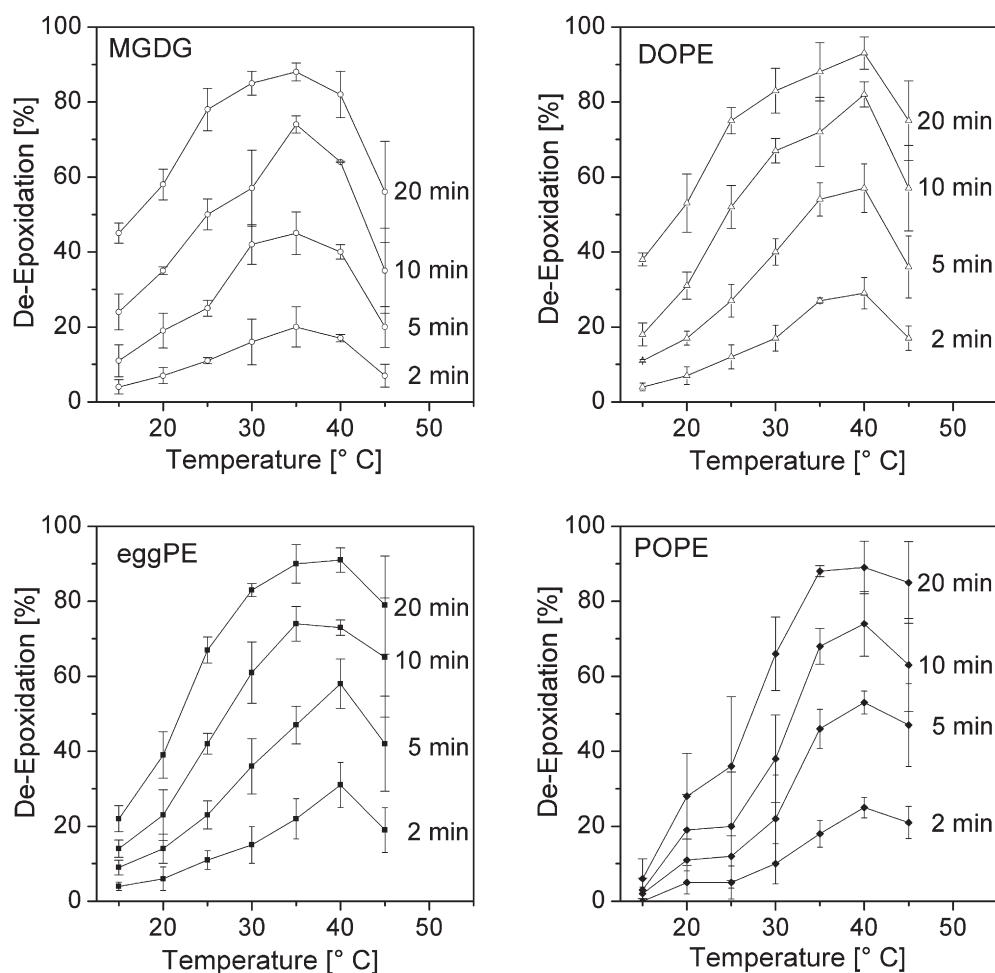 MGDG
De-Epoxidation [%]
100
80
60
40
20
0
20 min
10 min
5 min
2 min
20 30 40 50
Temperature [° C]
DOPE
De-Epoxidation [%]
100
80
60
40
20
0
20 min
10 min
5 min
2 min
20 30 40 50
Temperature [° C]
eggPE
De-Epoxidation [%]
100
80
60
40
20
0
20 min
10 min
5 min
2 min
20 30 40 50
Temperature [° C]
POPE
De-Epoxidation [%]
100
80
60
40
20
0
20 min
10 min
5 min
2 min
20 30 40 50
Temperature [° C]